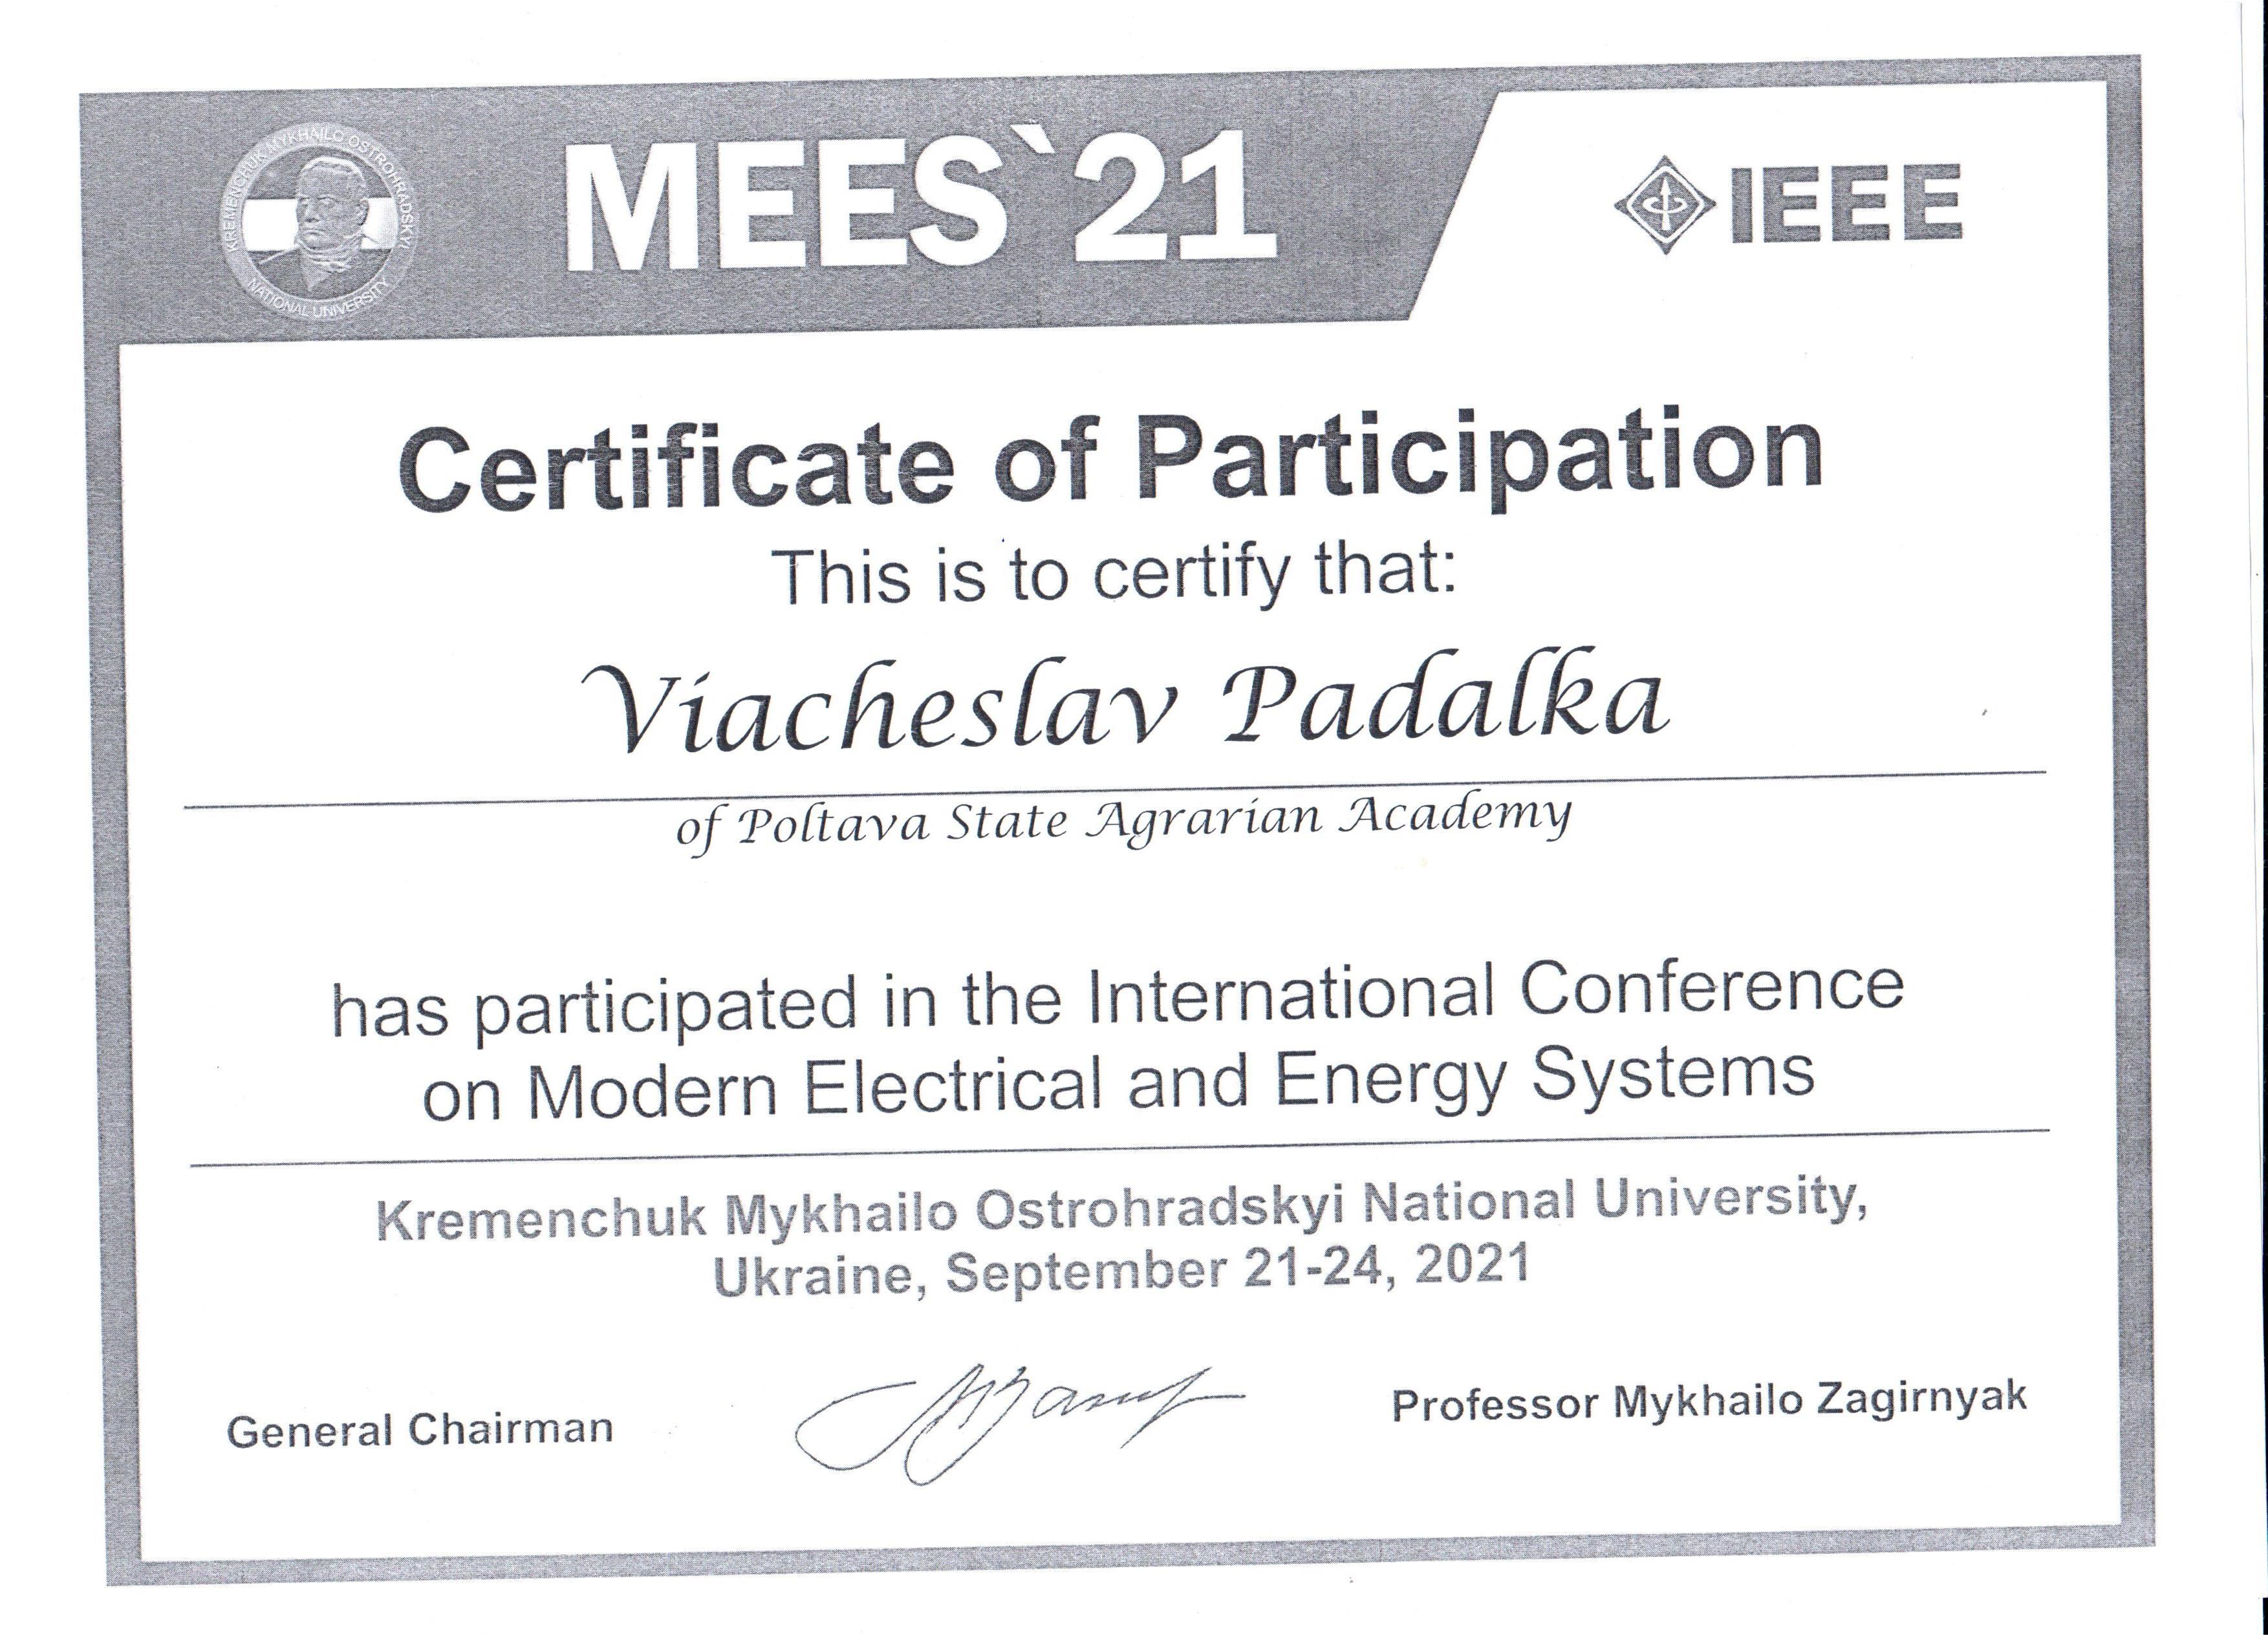 KREMENCHUK MYKHAILO OSTROHRADSKYI
NATIONAL UNIVERSITY
MEES`21
IEEE
Certificate of Participation
This is to certify that:
Viacheslav Padalka
of Poltava State Agrarian Academy
has participated in the International Conference
on Modern Electrical and Energy Systems
Kremenchuk Mykhailo Ostrohradskyi National University,
Ukraine, September 21-24, 2021
General Chairman
Professor Mykhailo Zagirnyak